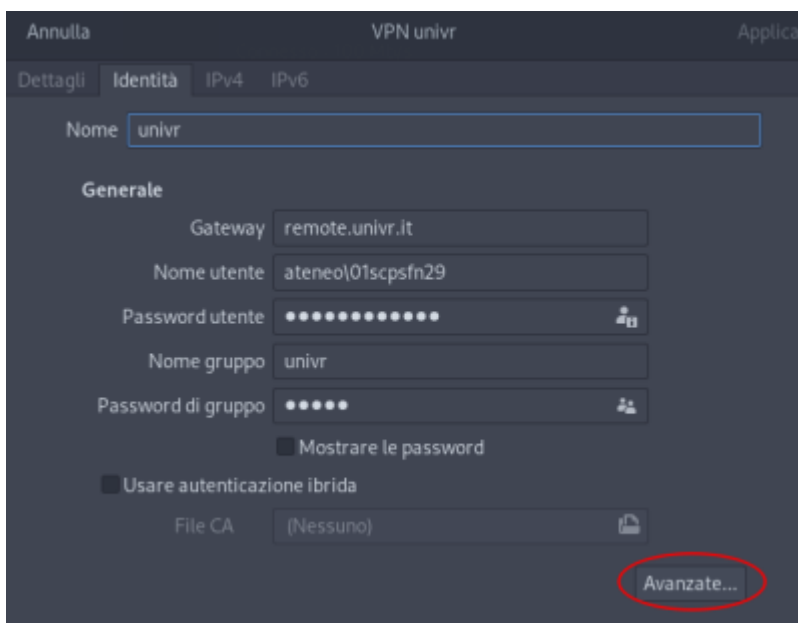 Annulla VPN univr Applica
Dettagli Identità IPv4 IPv6
Nome univr
Generale
Gateway remote.univr.it
Nome utente ateneo\01scpsfn29
Password utente ●●●●●●●●●●●●
Nome gruppo univr
Password di gruppo ●●●●●
Mostrare le password
Usare autenticazione ibrida
File CA (Nessuno)
Avanzate...